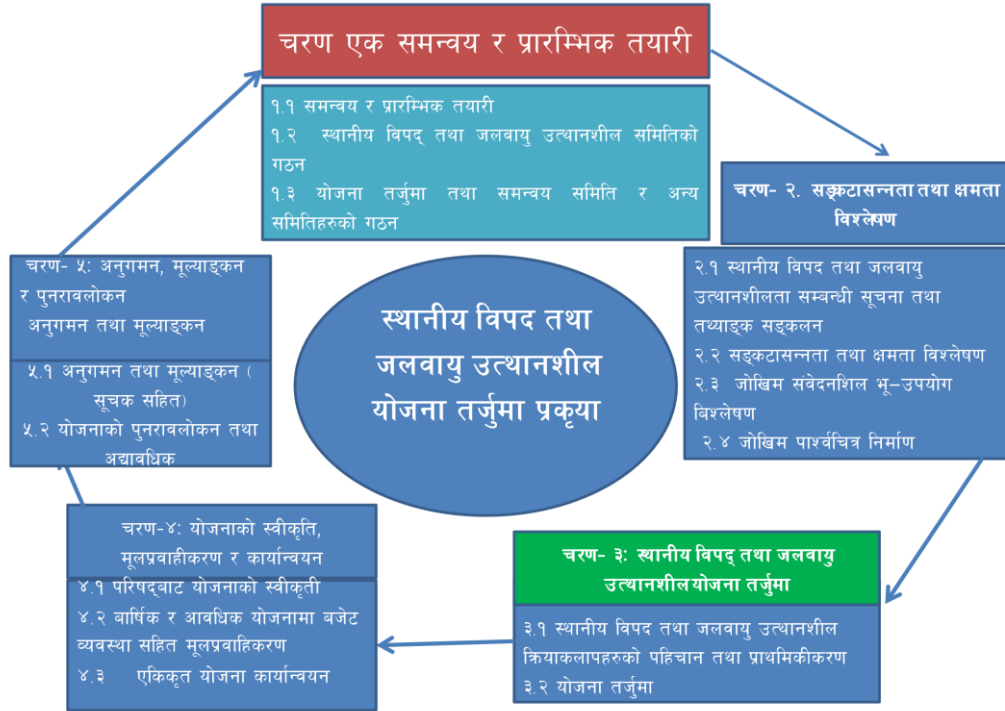 चरण एक समन्वय र प्रारम्भिक तयारी
१.१ समन्वय र प्रारम्भिक तयारी
१.२ स्थानीय विपद् तथा जलवायु उत्थानशील समितिको
गठन
१.३ योजना तर्जुमा तथा समन्वय समिति र अन्य
समितिहरुको गठन
चरण- २. सङ्कटासन्नता तथा क्षमता
विश्लेषण
२.१ स्थानीय विपद तथा जलवायु
उत्थानशीलता सम्बन्धी सूचना तथा
तथ्याङ्क सङ्कलन
२.२ सङ्कटासन्नता तथा क्षमता विश्लेषण
२.३ जोखिम संवेदनशिल भू–उपयोग
बिश्लेषण
२.४ जोखिम पार्श्वचित्र निर्माण
स्थानीय विपद तथा
जलवायु उत्थानशील
योजना तर्जुमा प्रकृया
चरण- ३: स्थानीय विपद् तथा जलवायु
उत्थानशीलयोजना तर्जुमा
३.१ स्थानीय विपद तथा जलवायु उत्थानशील
क्रियाकलापहरुको पहिचान तथा प्राथमिकीकरण
३.२ योजना तर्जुमा
चरण-४: योजनाको स्वीकृति,
मूलप्रवाहीकरण र कार्यान्वयन
४.१ परिषद्बाट योजनाको स्वीकृती
४.२ बार्षिक र आवधिक योजनामा बजेट
व्यवस्था सहित मूलप्रवाहिकरण
४.३ एकिकृत योजना कार्यान्वयन
चरण- ५: अनुगमन, मूल्याङ्कन
र पुनरावलोकन
अनुगमन तथा मूल्याङ्कन
५.१ अनुगमन तथा मूल्याङ्कन (
सूचक सहित)
५.२ योजनाको पुनरावलोकन तथा
अद्यावधिक